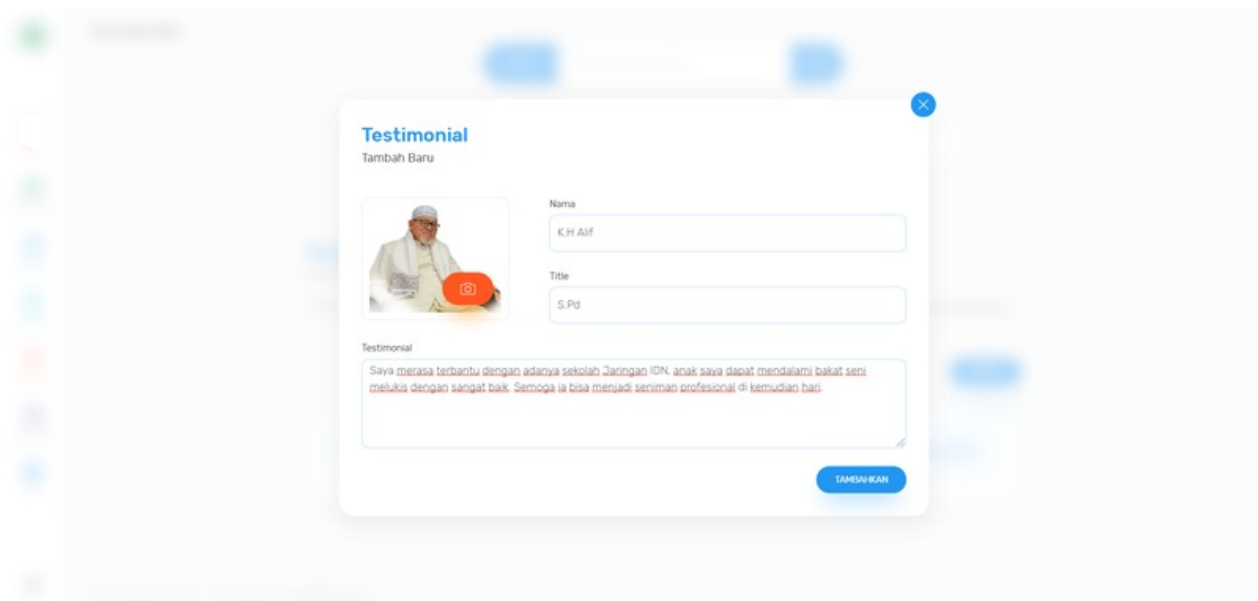 Testimonial
Tambah Baru
Nama
K.H Alif
Title
S.Pd
Testimonial
Saya merasa terbantu dengan adanya sekolah Jaringan IDN, anak saya dapat mendalami bakat seni
melukis dengan sangat baik. Semoga ia bisa menjadi seniman profesional di kemudian hari.
TAMBAHKAN